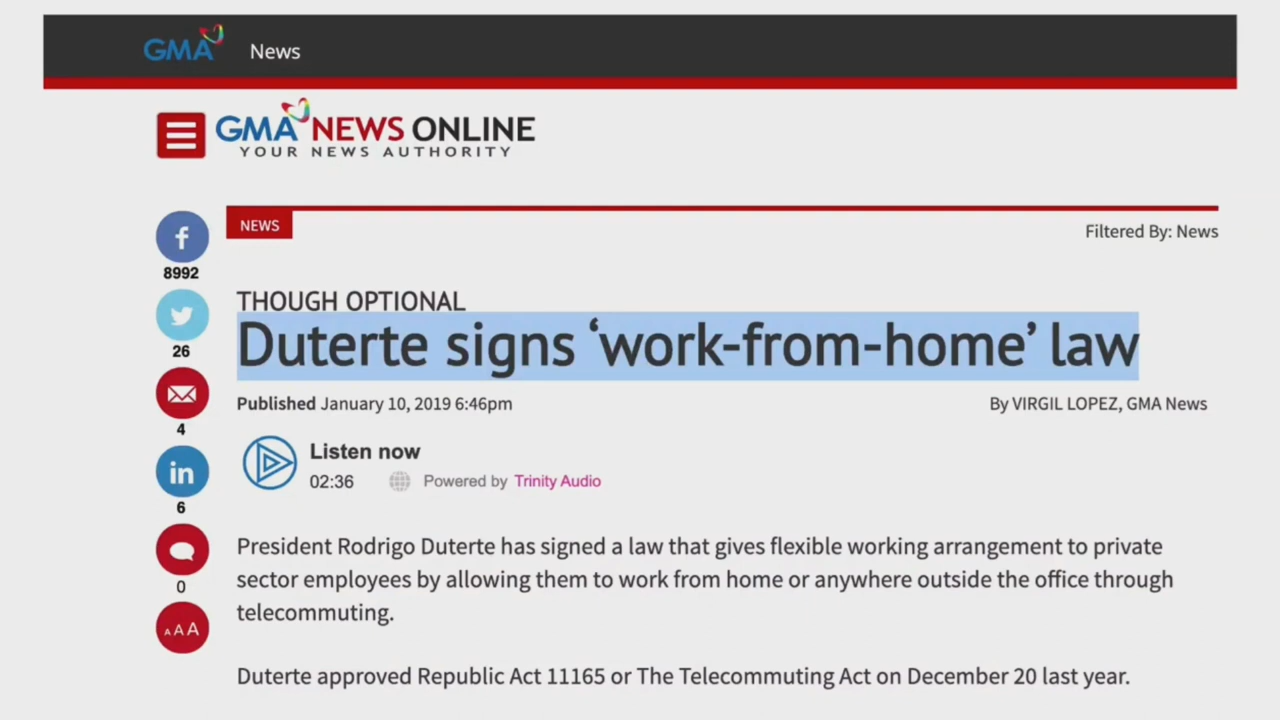 GMA News
GMA NEWS ONLINE
YOUR NEWS AUTHORITY
NEWS
Filtered By: News
f
8992
26
4
in
6
0
AAA
THOUGH OPTIONAL
Duterte signs ‘work-from-home’ law
Published January 10, 2019 6:46pm
By VIRGIL LOPEZ, GMA News
Listen now
02:36
Powered by Trinity Audio
President Rodrigo Duterte has signed a law that gives flexible working arrangement to private
sector employees by allowing them to work from home or anywhere outside the office through
telecommuting.
Duterte approved Republic Act 11165 or The Telecommuting Act on December 20 last year.